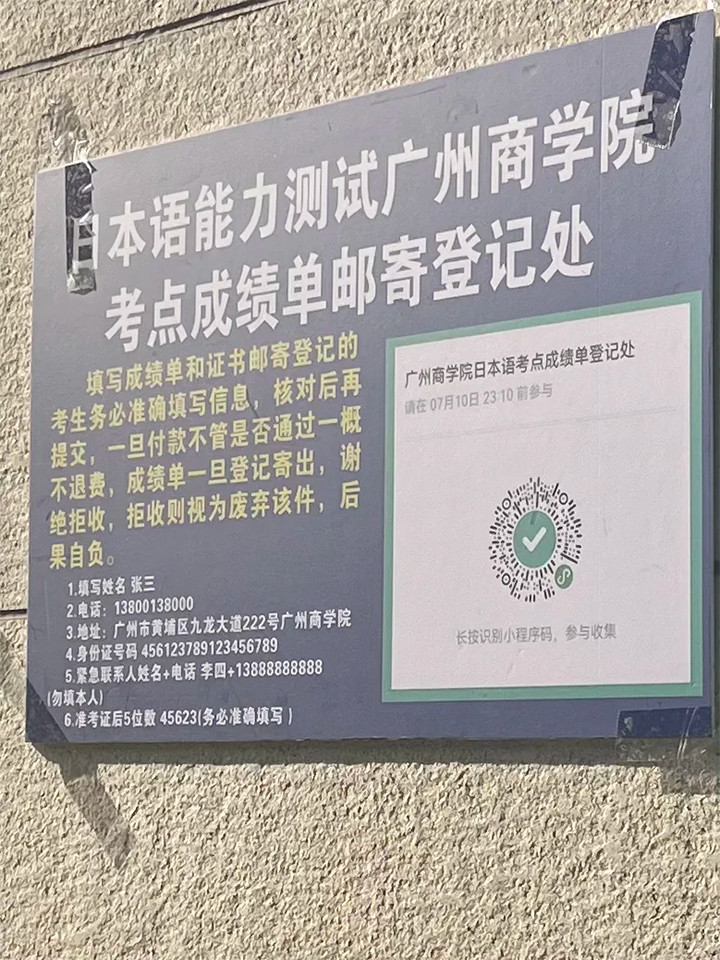 日本语能力测试广州商学院
考点成绩单邮寄登记处
填写成绩单和证书邮寄登记的
考生务必准确填写信息，核对后再
提交，一旦付款不管是否通过一概
不退费，成绩单一旦登记寄出，谢
绝拒收，拒收则视为废弃该件，后
果自负。
1.填写姓名 张三
2.电话：13800138000
3.地址：广州市黄埔区九龙大道222号广州商学院
4.身份证号码 456123789123456789
5.紧急联系人姓名+电话 李四+13888888888
(勿填本人)
6.准考证后5位数 45623(务必准确填写 )
广州商学院日本语考点成绩单登记处
请在 07月10日 23:10 前参与
长按识别小程序码，参与收集